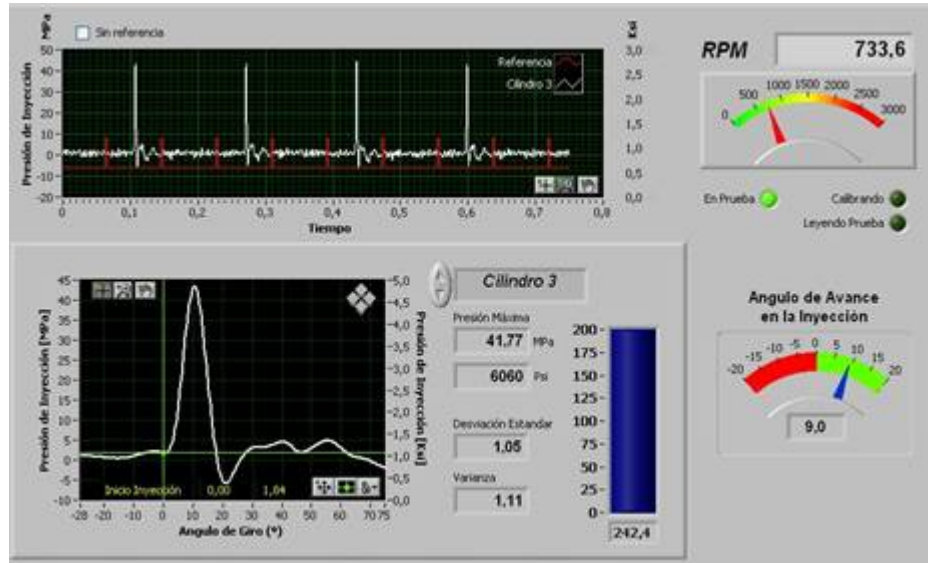 Sin referencia
MPa
Ksi
Presión de Inyección
50
40
30
20
10
0
-10
-20
Referencia
Cilindro 3
3,0
2,5
2,0
1,5
1,0
0,5
0,0
0 0,1 0,2 0,3 0,4 0,5 0,6 0,7 0,8
Tiempo
RPM 733,6
0 500 1000 1500 2000 2500 3000
En Prueba
Calibrando
Leyendo Prueba
Presión de Inyección [MPa]
45
40
35
30
25
20
15
10
5
0
-5
-10
5,0
4,5
4,0
3,5
3,0
2,5
2,0
1,5
1,0
0,5
0,0
Presión de Inyección [Ksi]
Inicio Inyección 0,00 1,84
-28 -20 -10 0 10 20 30 40 50 60 70 75
Angulo de Giro (°)
Cilindro 3
Presión Máxima
41,77 MPa
6060 Psi
Desviación Estandar
1,05
Varianza
1,11
200
175
150
125
100
75
50
25
0
242,4
Angulo de Avance
en la Inyección
-20 -15 -10 -5 0 5 10 15 20
9,0